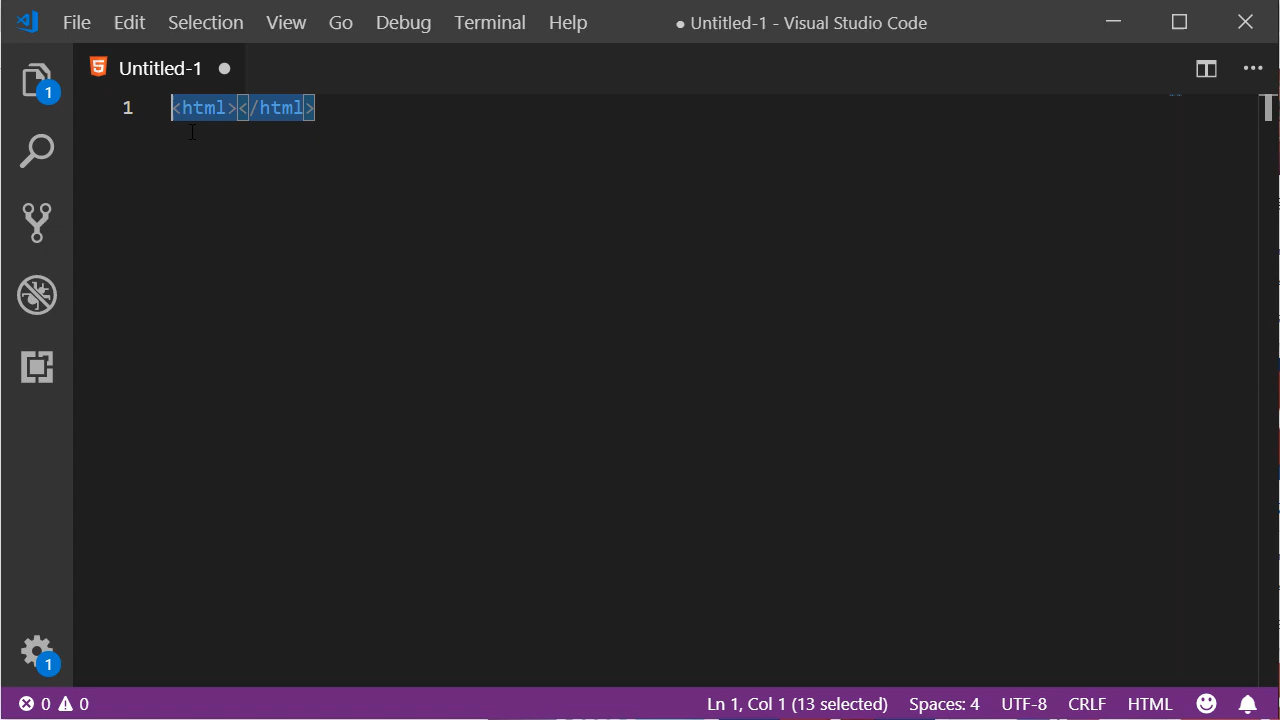 File Edit Selection View Go Debug Terminal Help ● Untitled-1 - Visual Studio Code
5 Untitled-1
1
1 <html></html>
1
0 0 Ln 1, Col 1 (13 selected) Spaces: 4 UTF-8 CRLF HTML